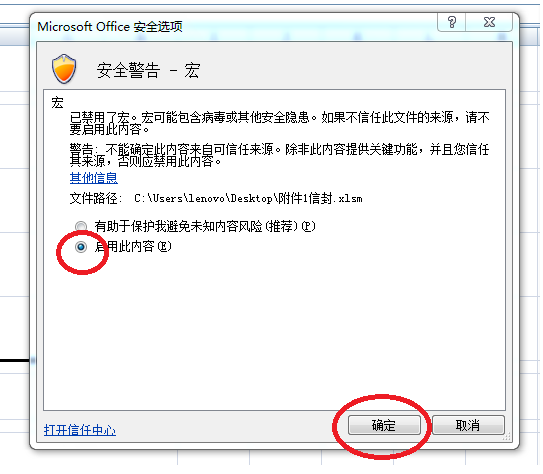 Microsoft Office 安全选项
安全警告 - 宏
宏
已禁用了宏。宏可能包含病毒或其他安全隐患。如果不信任此文件的来源，请不
要启用此内容。
警告: 不能确定此内容来自可信任来源。除非此内容提供关键功能，并且您信任
其来源，否则应禁用此内容。
其他信息
文件路径: C:\Users\lenovo\Desktop\附件1信封.xlsm
有助于保护我避免未知内容风险(推荐)(P)
启用此内容(E)
打开信任中心
确定
取消